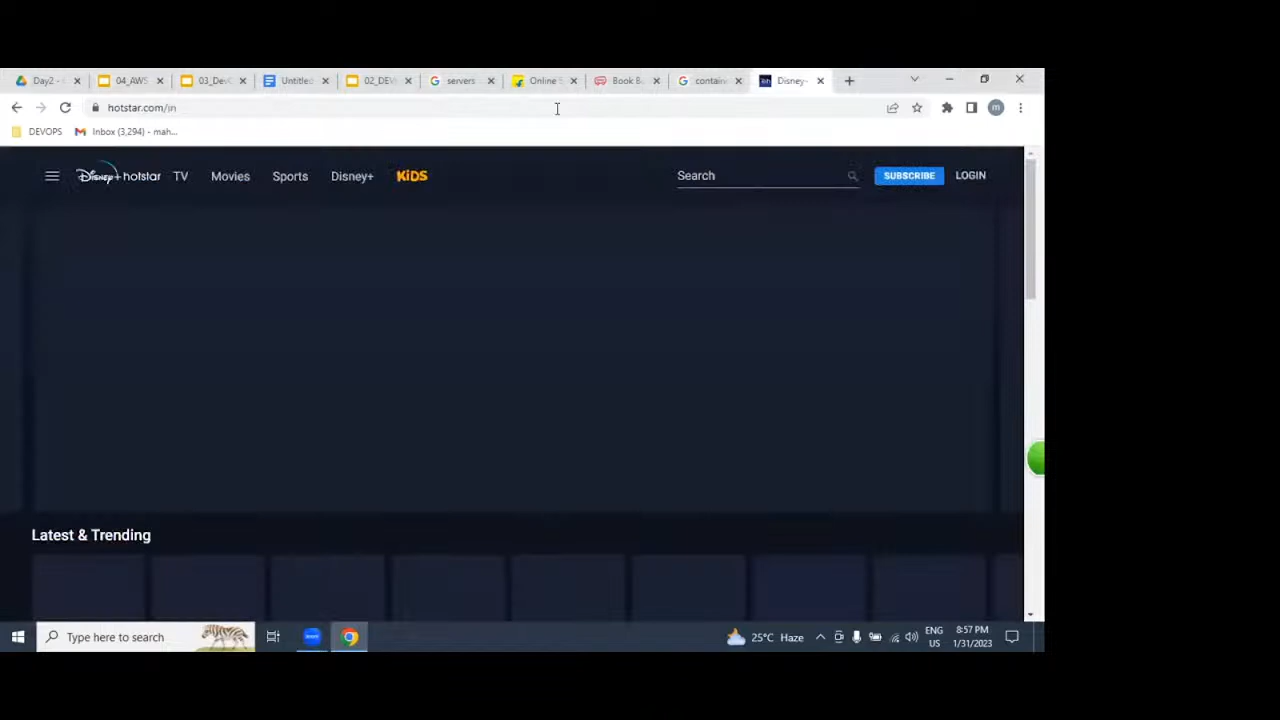 Day2 - 04_AWS 03_Dev Untitle 02_DEV servers Online Book B contain Disney-
hotstar.com/in m
DEVOPS Inbox (3,294) - mah...
Disney+ hotstar TV Movies Sports Disney+ KiDS Search SUBSCRIBE LOGIN
Latest & Trending
Type here to search 25°C Haze ENG US 8:57 PM 1/31/2023